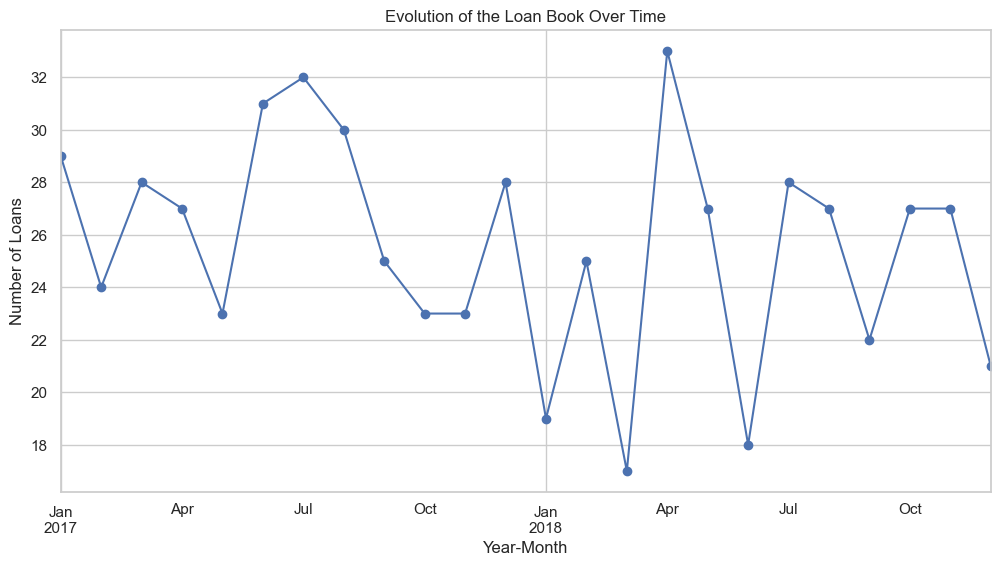 Evolution of the Loan Book Over Time
Number of Loans
32
30
28
26
24
22
20
18
Jan Apr Jul Oct Jan Apr Jul Oct
2017 2018
Year-Month